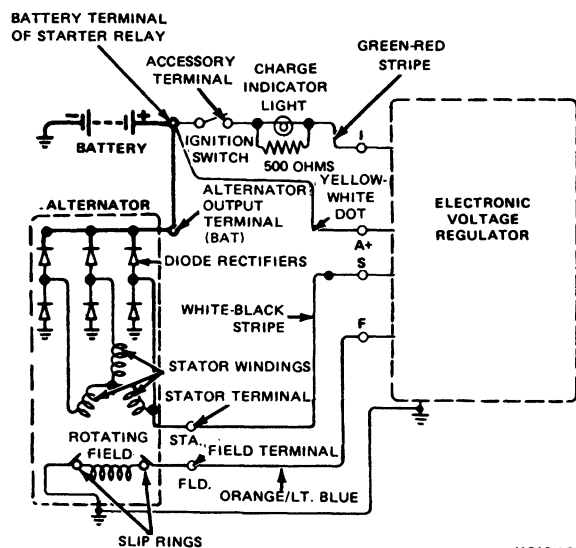 BATTERY TERMINAL
OF STARTER RELAY
ACCESSORY
TERMINAL
CHARGE
INDICATOR
LIGHT
GREEN-RED
STRIPE
− +
BATTERY
IGNITION
SWITCH
500 OHMS
I
YELLOW-
WHITE
DOT
ALTERNATOR
ALTERNATOR
OUTPUT
TERMINAL
(BAT)
A+
S
ELECTRONIC
VOLTAGE
REGULATOR
DIODE RECTIFIERS
WHITE-BLACK
STRIPE
F
STATOR WINDINGS
STATOR TERMINAL
STA.
ROTATING
FIELD
FIELD TERMINAL
FLD.
ORANGE/LT. BLUE
SLIP RINGS